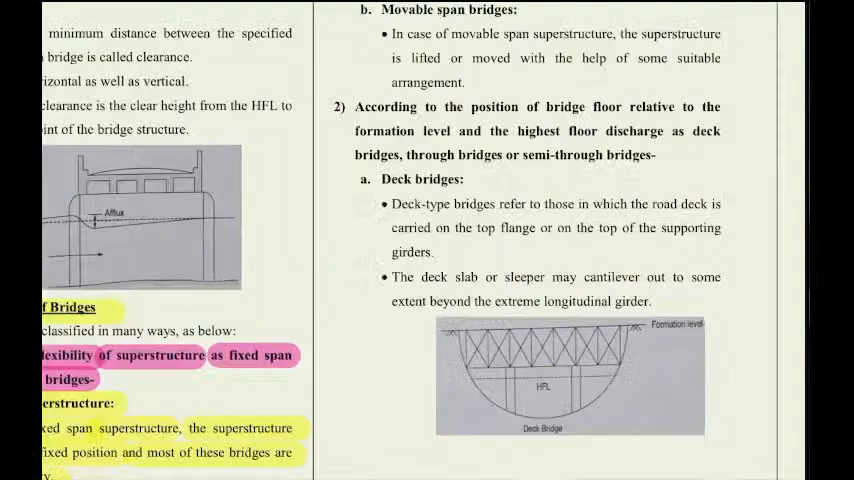 minimum distance between the specified
bridge is called clearance.
rizontal as well as vertical.
clearance is the clear height from the HFL to
int of the bridge structure.
Afflux
f Bridges
classified in many ways, as below:
lexibility of superstructure as fixed span
bridges-
erstructure:
xed span superstructure, the superstructure
fixed position and most of these bridges are
ry.
b. Movable span bridges:
• In case of movable span superstructure, the superstructure
is lifted or moved with the help of some suitable
arrangement.
2) According to the position of bridge floor relative to the
formation level and the highest floor discharge as deck
bridges, through bridges or semi-through bridges-
a. Deck bridges:
• Deck-type bridges refer to those in which the road deck is
carried on the top flange or on the top of the supporting
girders.
• The deck slab or sleeper may cantilever out to some
extent beyond the extreme longitudinal girder.
Formation level
HFL
Deck Bridge